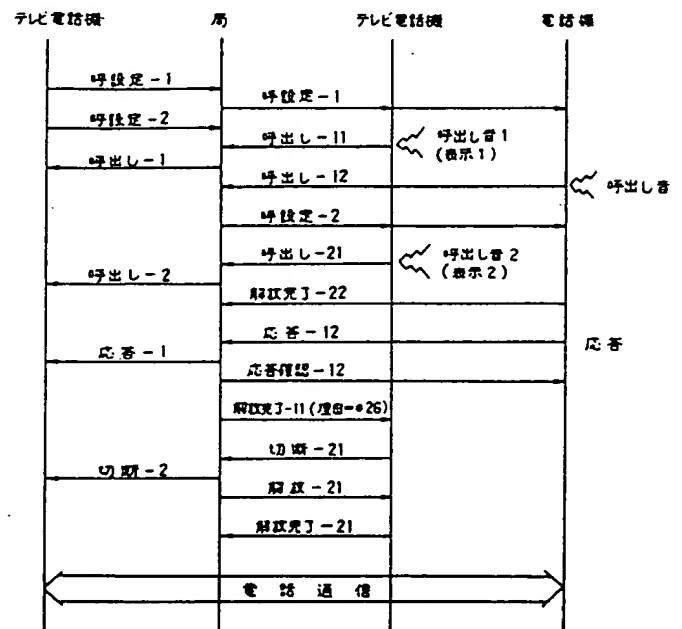 テレビ電話機 局 テレビ電話機 電話機
呼設定-1
呼設定-1
呼設定-2
呼出し-11 呼出し音1
(表示1)
呼出し-1
呼出し-12 呼出し音
呼設定-2
呼出し-21 呼出し音2
(表示2)
呼出し-2
解放完了-22
応答-12 応答
応答-1
応答確認-12
解放完了-11(理由=#26)
切断-21
切断-2
解放-21
解放完了-21
電話通信